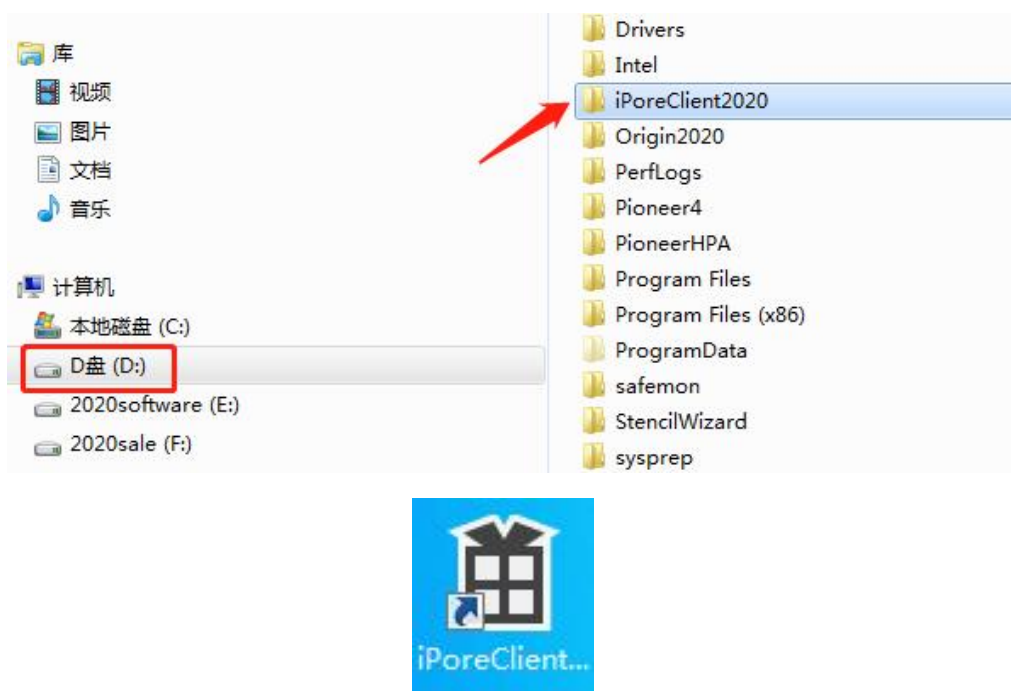 库
视频
图片
文档
音乐
计算机
本地磁盘 (C:)
D盘 (D:)
2020software (E:)
2020sale (F:)
Drivers
Intel
iPoreClient2020
Origin2020
PerfLogs
Pioneer4
PioneerHPA
Program Files
Program Files (x86)
ProgramData
safemon
StencilWizard
sysprep
iPoreClient...